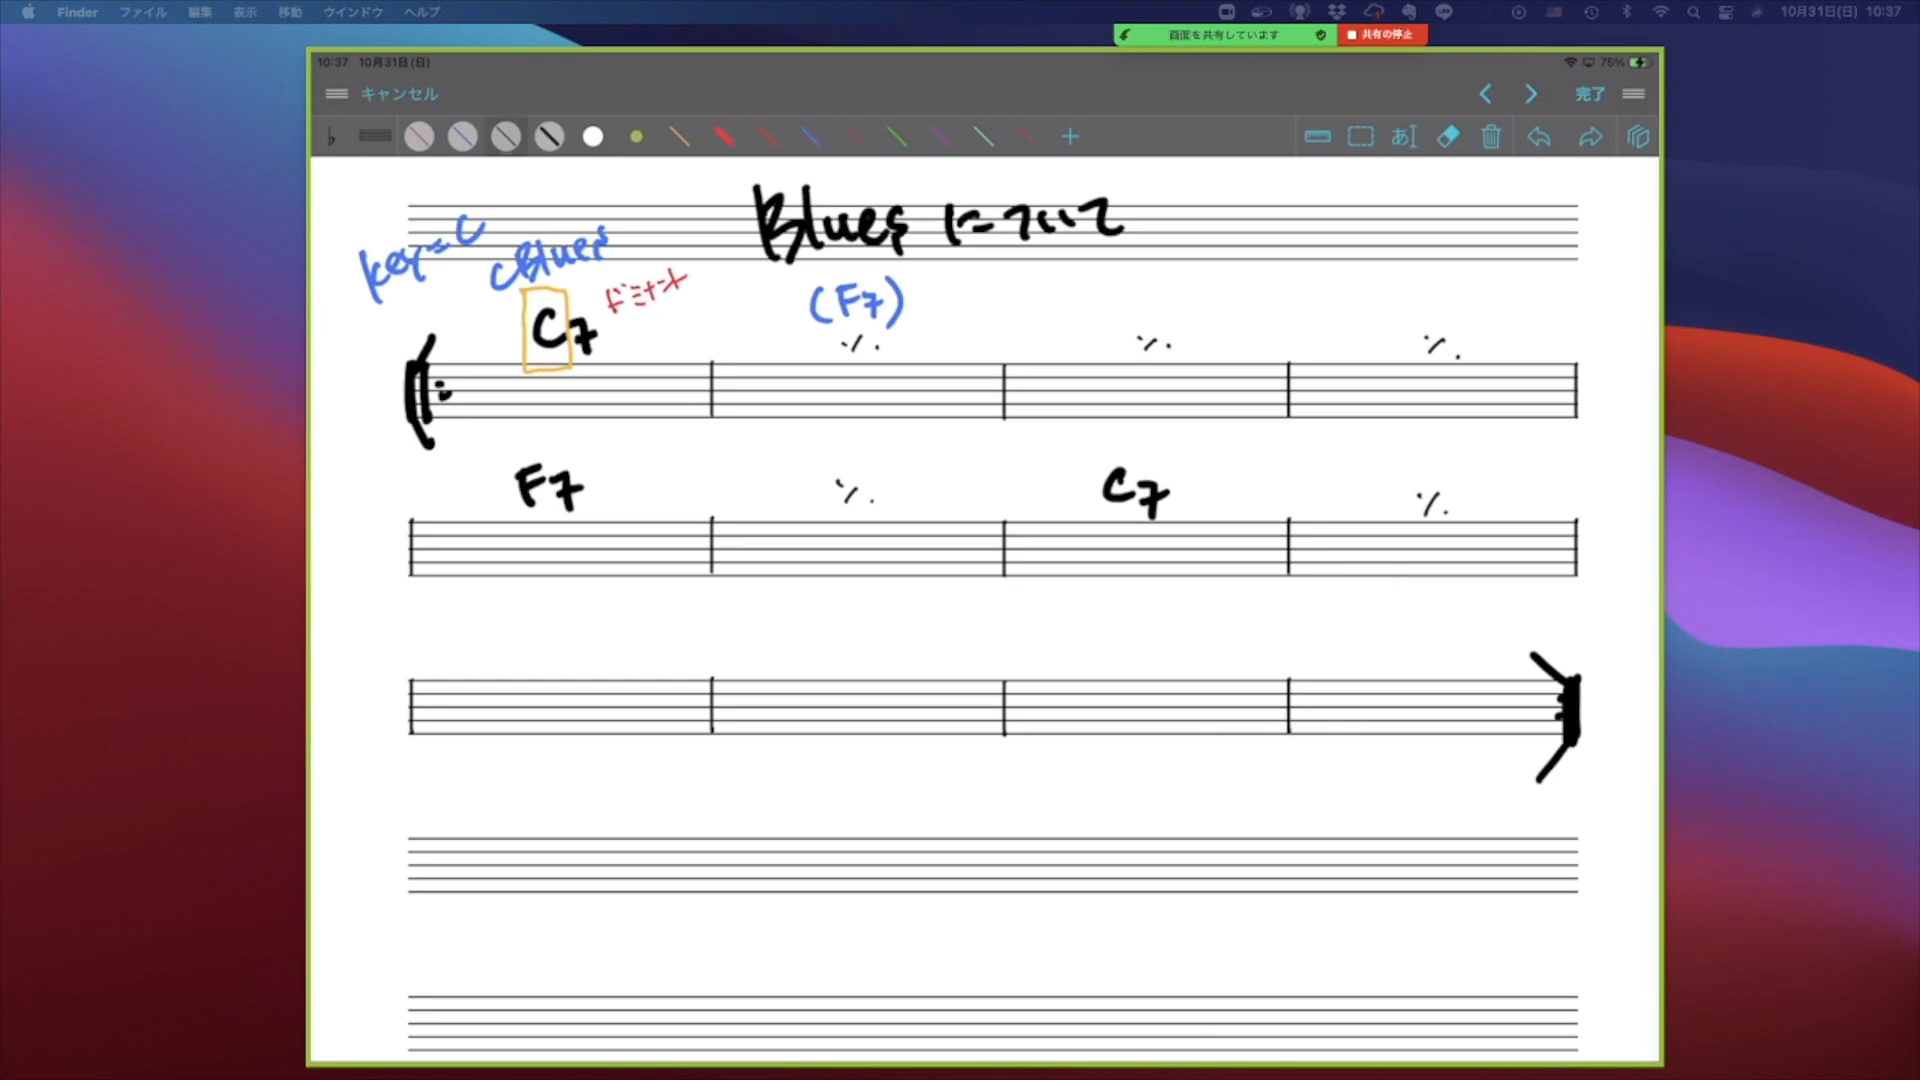 Finder ファイル 編集 表示 移動 ウインドウ ヘルプ 10月31日(日) 10:37
画面を共有しています 共有の停止
10:37 10月31日(日) 75%
キャンセル 完了
あ
Blues について
key=C
C Blues
C7 ドミナント (F7)
٪ ٪ ٪
F7 ٪ C7 ٪